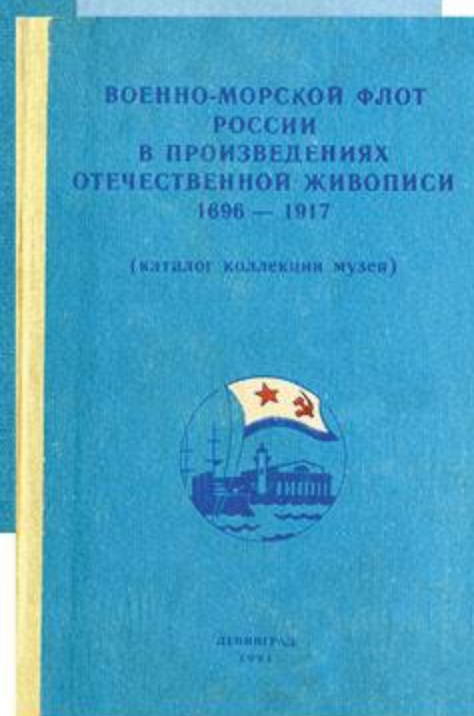 ВОЕННО-МОРСКОЙ ФЛОТ
РОССИИ
В ПРОИЗВЕДЕНИЯХ
ОТЕЧЕСТВЕННОЙ ЖИВОПИСИ
1696 — 1917
(каталог коллекции музея)
ЛЕНИНГРАД